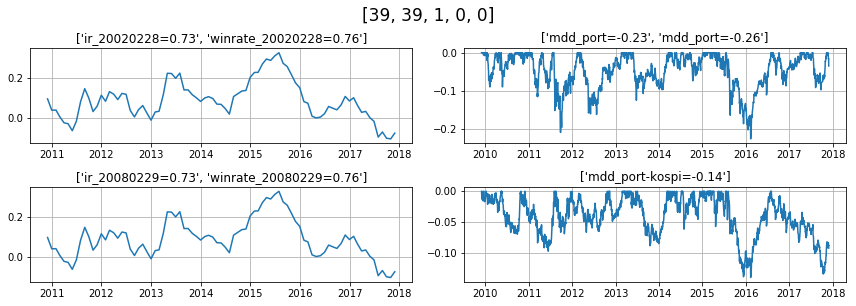 [39, 39, 1, 0, 0]
['ir_20020228=0.73', 'winrate_20020228=0.76']
0.2
0.0
2011 2012 2013 2014 2015 2016 2017 2018
['mdd_port=-0.23', 'mdd_port=-0.26']
0.0
−0.1
−0.2
2010 2011 2012 2013 2014 2015 2016 2017 2018
['ir_20080229=0.73', 'winrate_20080229=0.76']
0.2
0.0
2011 2012 2013 2014 2015 2016 2017 2018
['mdd_port-kospi=-0.14']
0.00
−0.05
−0.10
2010 2011 2012 2013 2014 2015 2016 2017 2018